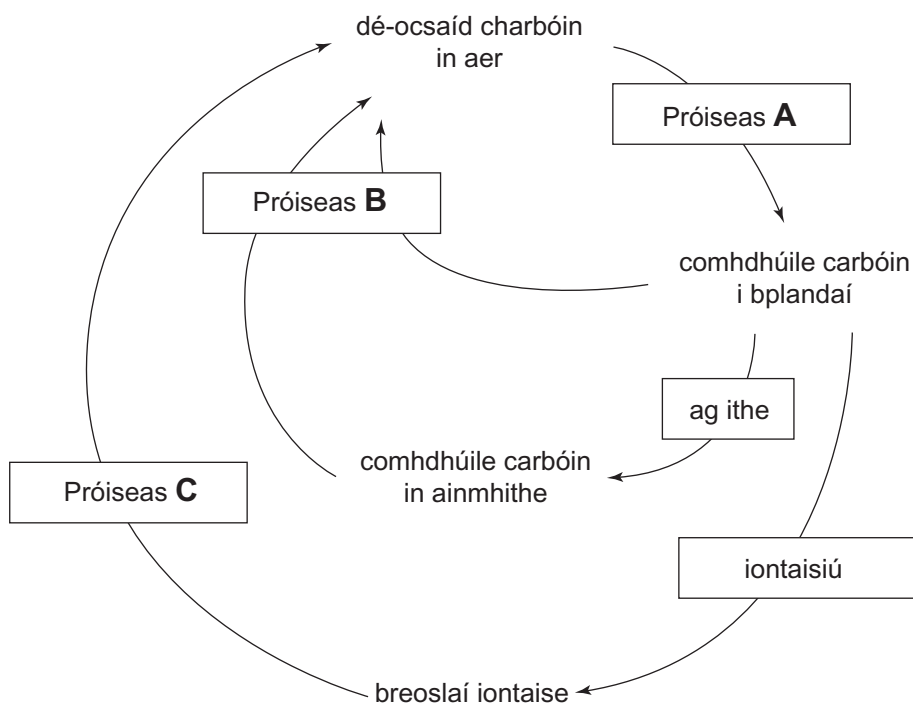 dé-ocsaíd charbóin
in aer
Próiseas A
Próiseas B
comhdhúile carbóin
i bplandaí
ag ithe
comhdhúile carbóin
in ainmhithe
Próiseas C
iontaisiú
breoslaí iontaise